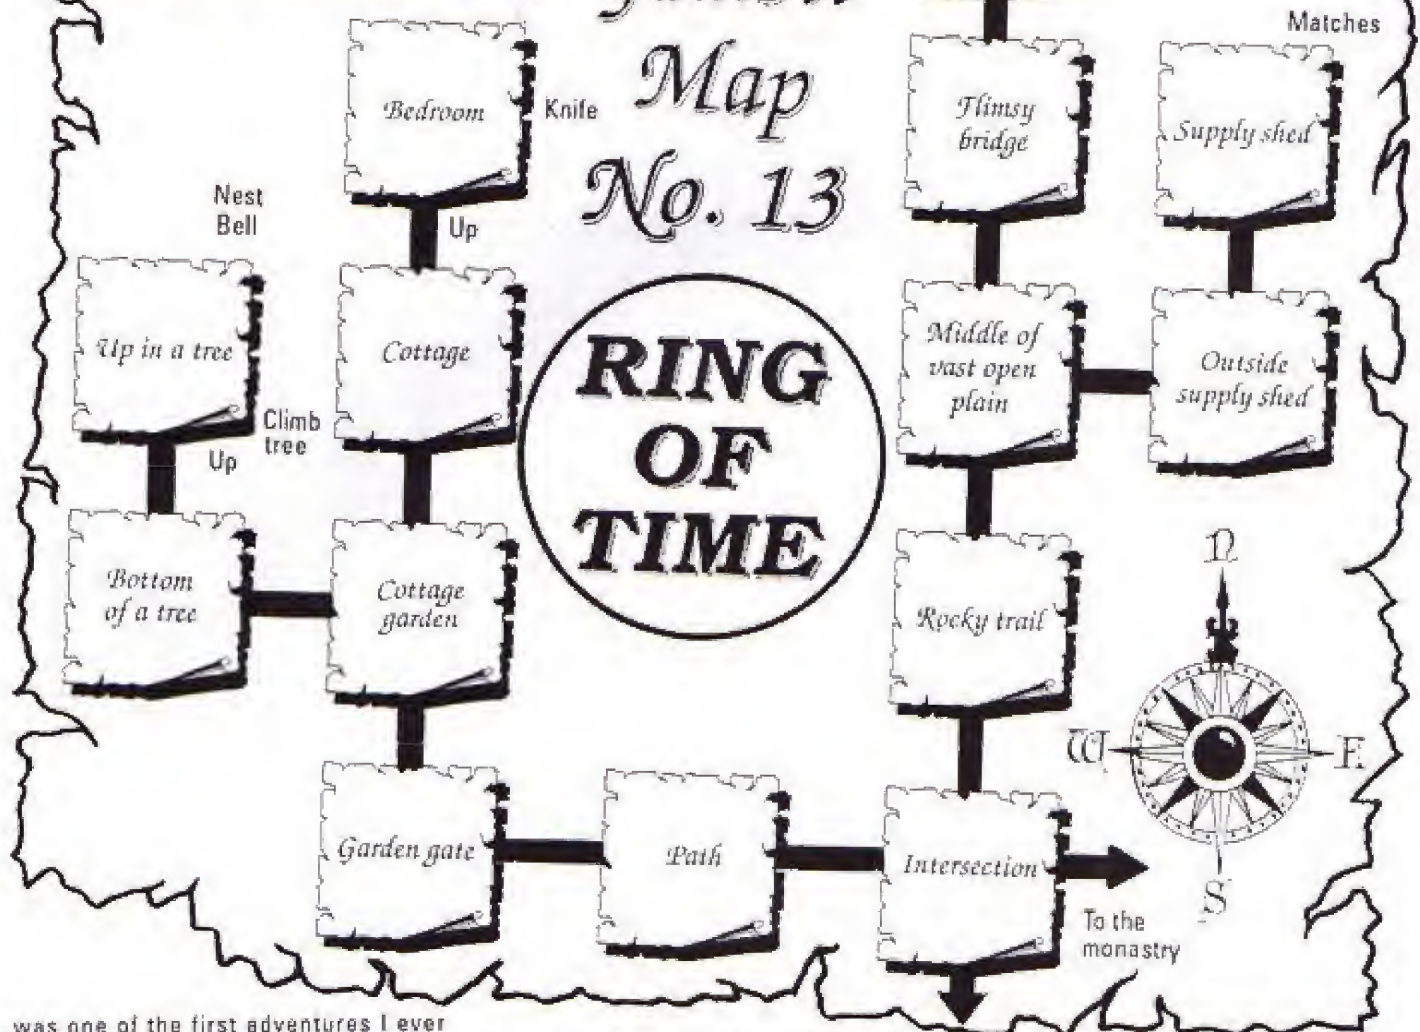 Map
No. 13
Matches
Bedroom
Knife
Flimsy
bridge
Supply shed
Nest
Bell
Up
Up in a tree
Cottage
RING
OF
TIME
Middle of
vast open
plain
Outside
supply shed
Climb
tree
Up
Bottom
of a tree
Cottage
garden
Rocky trail
N
W
E
S
Garden gate
Path
Intersection
To the
monastry
was one of the first adventures I ever